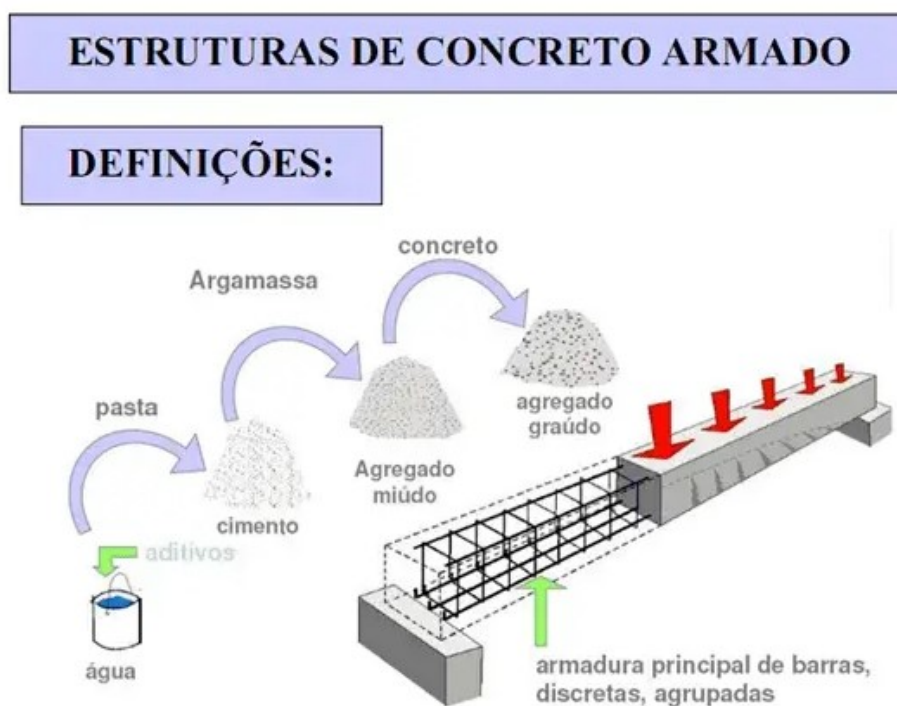 ESTRUTURAS DE CONCRETO ARMADO
DEFINIÇÕES:
concreto
Argamassa
pasta
agregado
graúdo
Agregado
miúdo
cimento
aditivos
água
armadura principal de barras,
discretas, agrupadas